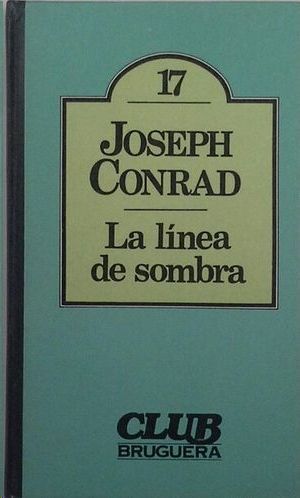 17
JOSEPH
CONRAD
La línea
de sombra
CLUB
BRUGUERA